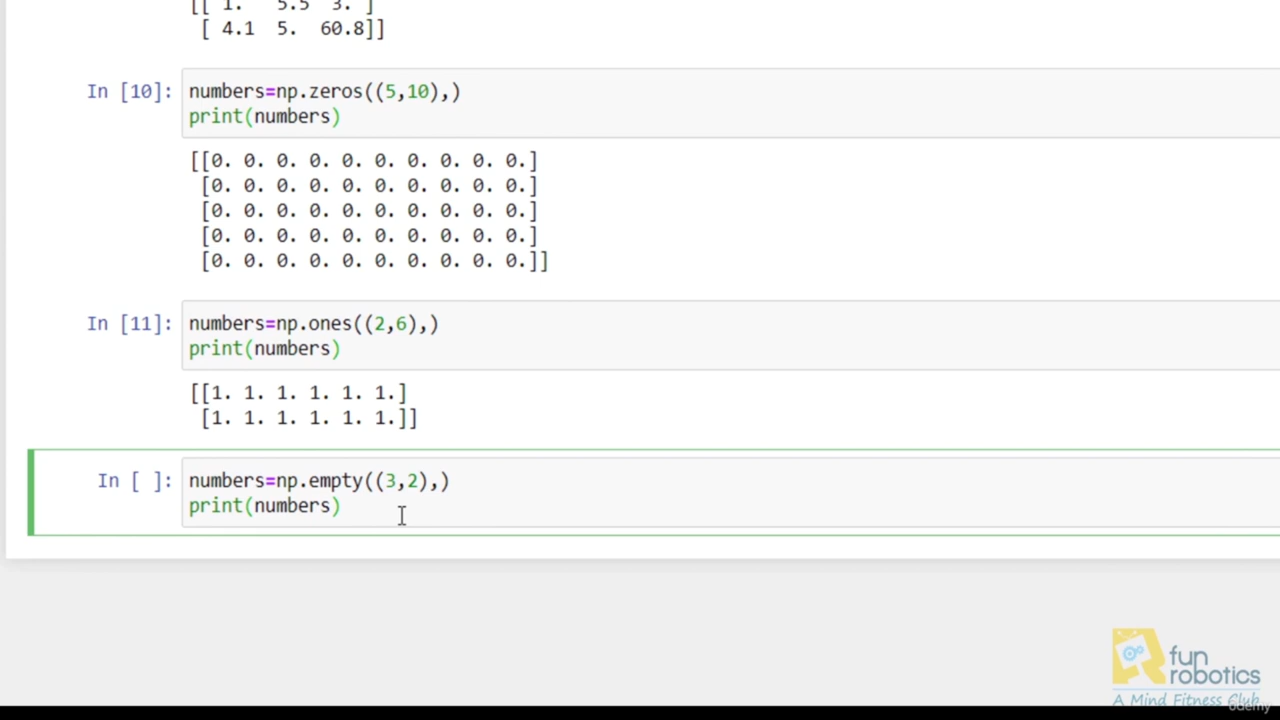 [[ 1. 5.5 3. ]
[ 4.1 5. 60.8]]
In [10]: numbers=np.zeros((5,10),)
print(numbers)
[[0. 0. 0. 0. 0. 0. 0. 0. 0. 0.]
[0. 0. 0. 0. 0. 0. 0. 0. 0. 0.]
[0. 0. 0. 0. 0. 0. 0. 0. 0. 0.]
[0. 0. 0. 0. 0. 0. 0. 0. 0. 0.]
[0. 0. 0. 0. 0. 0. 0. 0. 0. 0.]]
In [11]: numbers=np.ones((2,6),)
print(numbers)
[[1. 1. 1. 1. 1. 1.]
[1. 1. 1. 1. 1. 1.]]
In [ ]: numbers=np.empty((3,2),)
print(numbers)
fun
robotics
A Mind Fitness Club
udemy